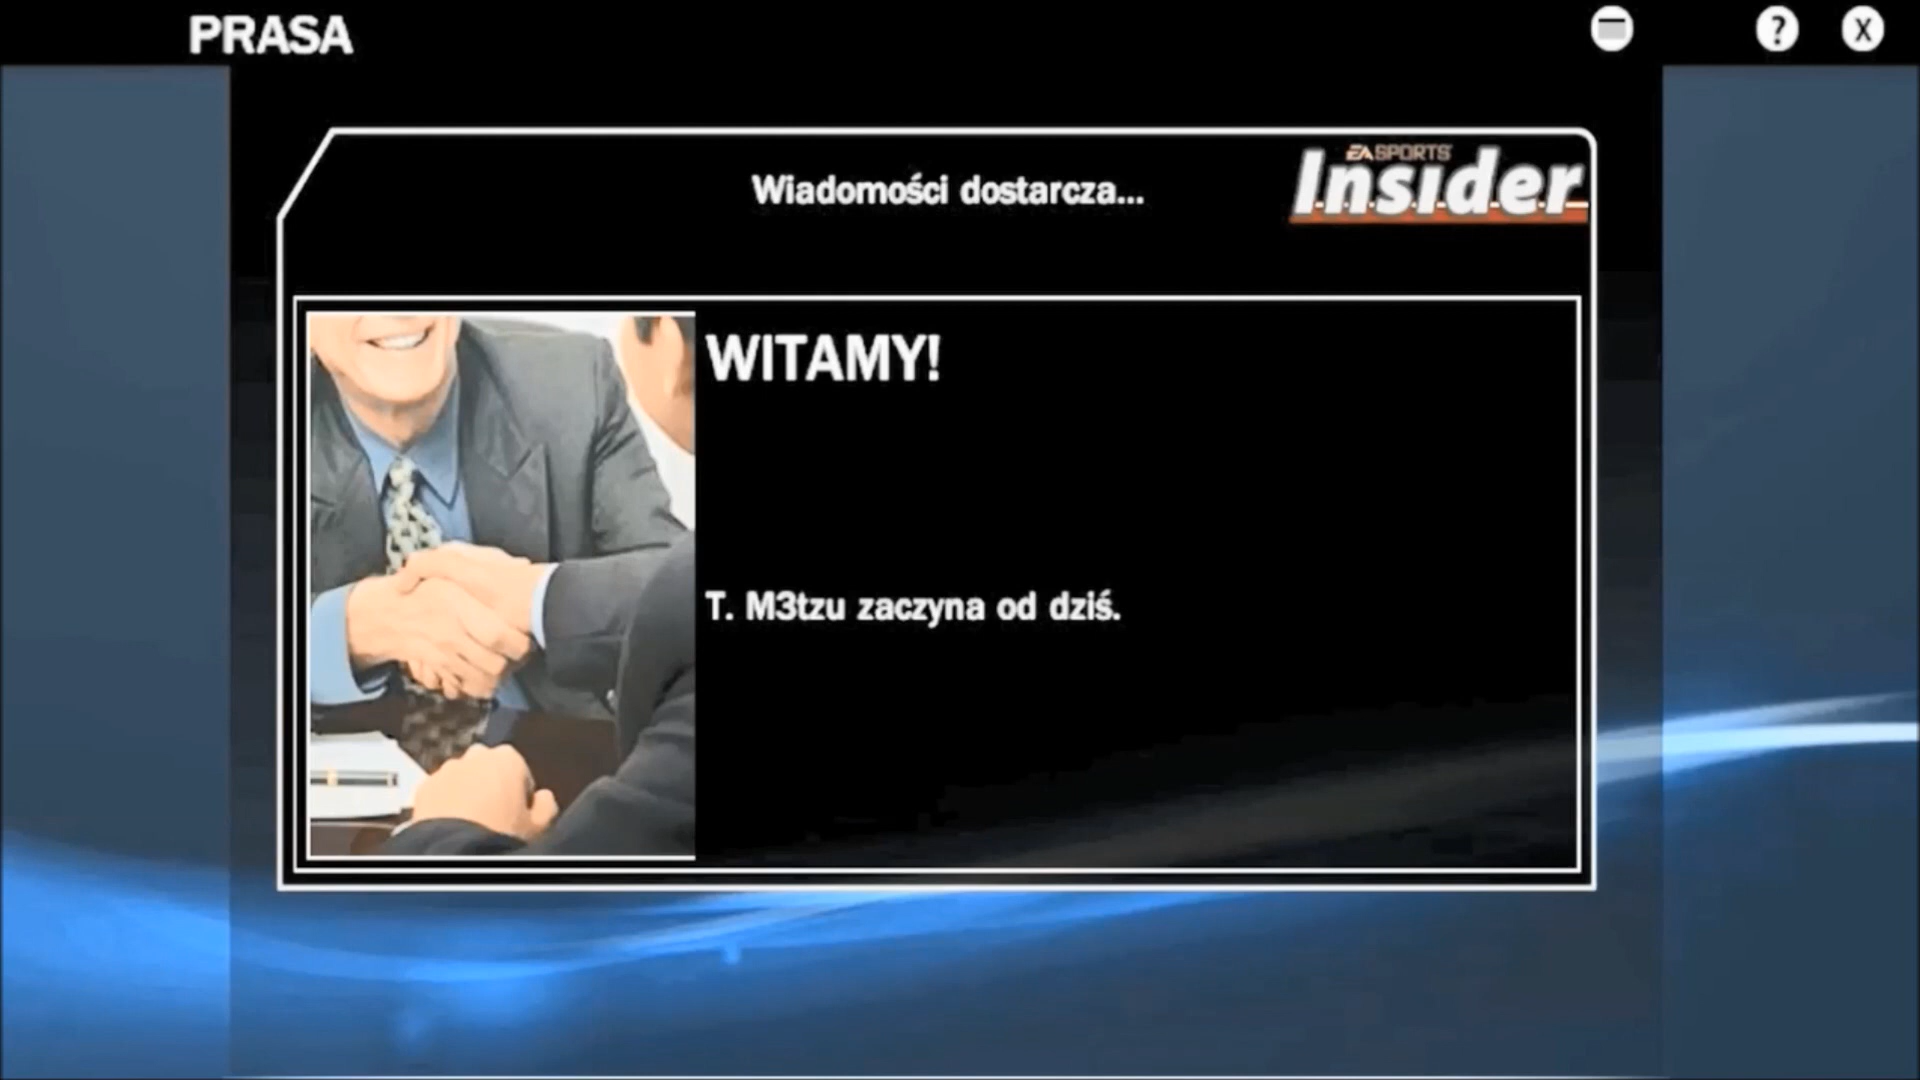 PRASA
? X
Wiadomości dostarcza...
EA SPORTS
Insider
WITAMY!
T. M3tzu zaczyna od dziś.